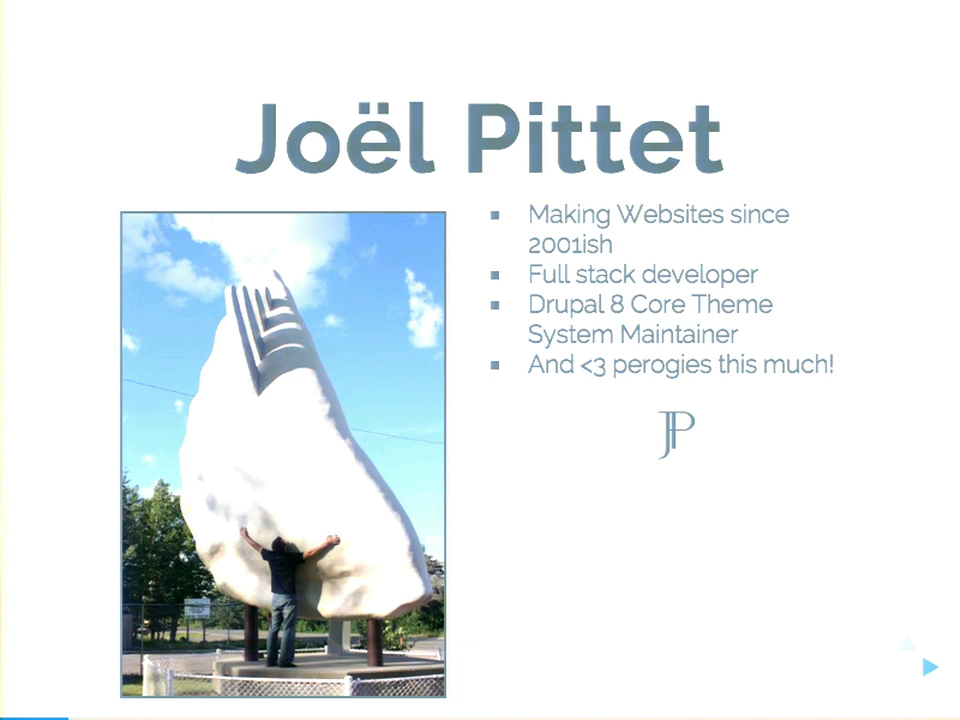 Joël Pittet
Making Websites since
2001ish
Full stack developer
Drupal 8 Core Theme
System Maintainer
And <3 perogies this much!
JP